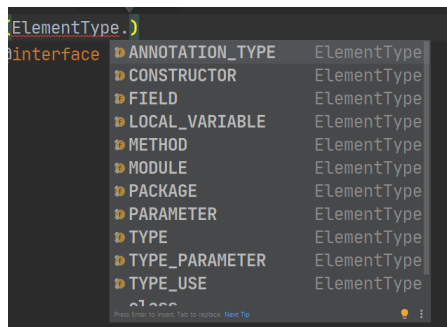 (ElementType.)
@interface
ANNOTATION_TYPE ElementType
CONSTRUCTOR ElementType
FIELD ElementType
LOCAL_VARIABLE ElementType
METHOD ElementType
MODULE ElementType
PACKAGE ElementType
PARAMETER ElementType
TYPE ElementType
TYPE_PARAMETER ElementType
TYPE_USE ElementType
class
Press Enter to insert, Tab to replace Next Tip